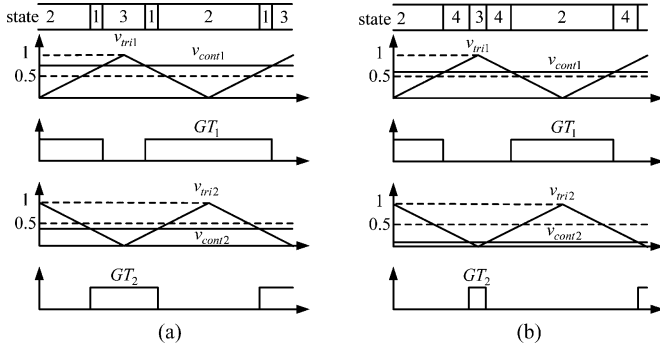 state 2 1 3 1 2 1 3
v_tri1
1
v_cont1
0.5
GT_1
v_tri2
1
0.5
v_cont2
GT_2
(a)
state 2 4 3 4 2 4
v_tri1
1
v_cont1
0.5
GT_1
v_tri2
1
0.5
v_cont2
GT_2
(b)